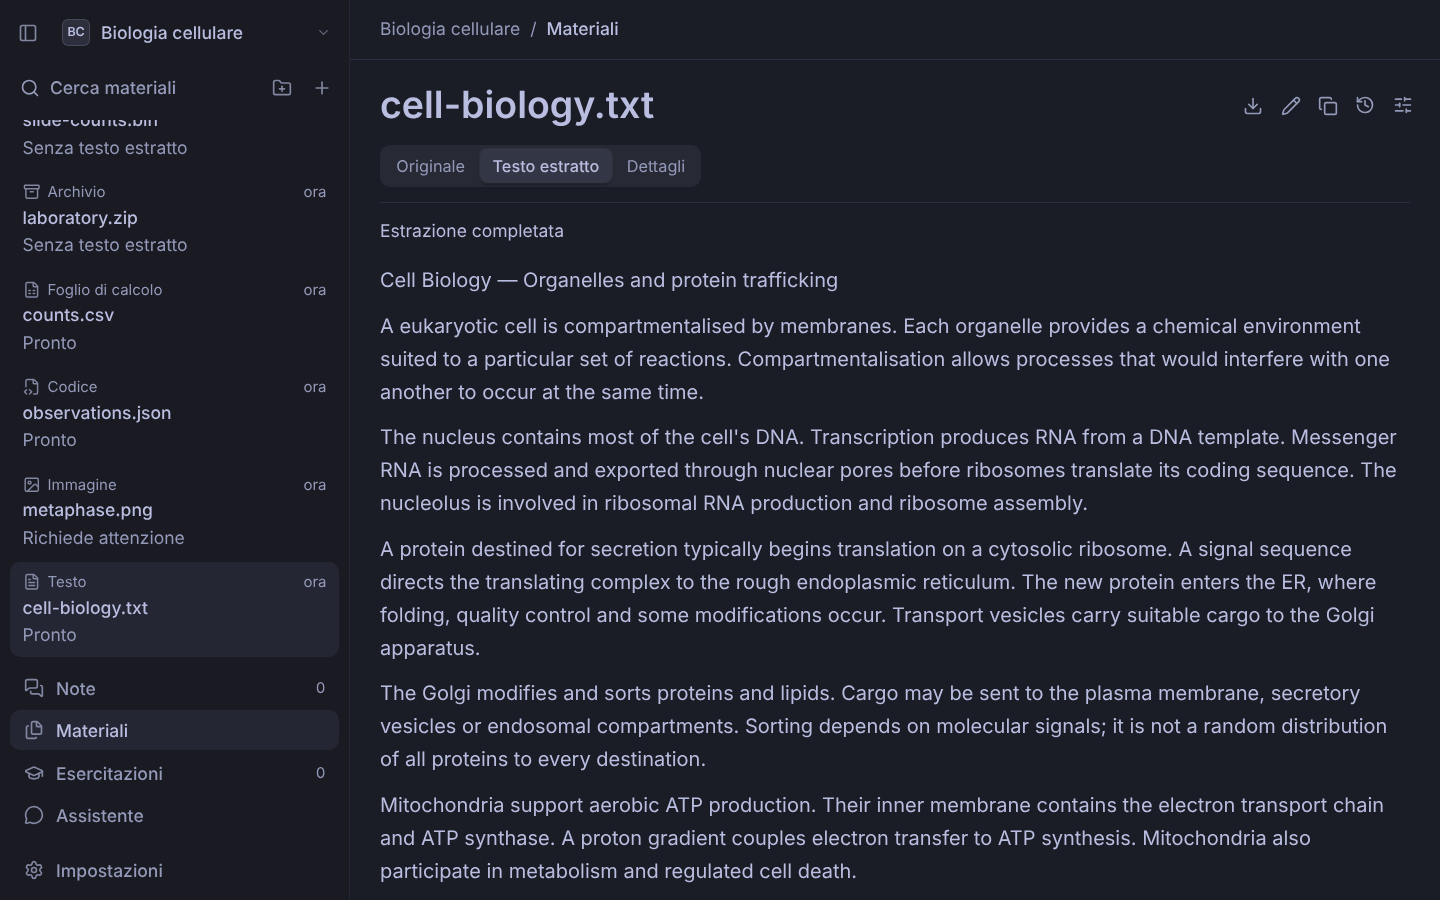 BC Biologia cellulare
Cerca materiali
slide-counts.bin
Senza testo estratto
Archivio ora
laboratory.zip
Senza testo estratto
Foglio di calcolo ora
counts.csv
Pronto
Codice ora
observations.json
Pronto
Immagine ora
metaphase.png
Richiede attenzione
Testo ora
cell-biology.txt
Pronto
Note 0
Materiali
Esercitazioni 0
Assistente
Impostazioni
Biologia cellulare / Materiali
cell-biology.txt
Originale Testo estratto Dettagli
Estrazione completata
Cell Biology — Organelles and protein trafficking
A eukaryotic cell is compartmentalised by membranes. Each organelle provides a chemical environment
suited to a particular set of reactions. Compartmentalisation allows processes that would interfere with one
another to occur at the same time.
The nucleus contains most of the cell's DNA. Transcription produces RNA from a DNA template. Messenger
RNA is processed and exported through nuclear pores before ribosomes translate its coding sequence. The
nucleolus is involved in ribosomal RNA production and ribosome assembly.
A protein destined for secretion typically begins translation on a cytosolic ribosome. A signal sequence
directs the translating complex to the rough endoplasmic reticulum. The new protein enters the ER, where
folding, quality control and some modifications occur. Transport vesicles carry suitable cargo to the Golgi
apparatus.
The Golgi modifies and sorts proteins and lipids. Cargo may be sent to the plasma membrane, secretory
vesicles or endosomal compartments. Sorting depends on molecular signals; it is not a random distribution
of all proteins to every destination.
Mitochondria support aerobic ATP production. Their inner membrane contains the electron transport chain
and ATP synthase. A proton gradient couples electron transfer to ATP synthesis. Mitochondria also
participate in metabolism and regulated cell death.